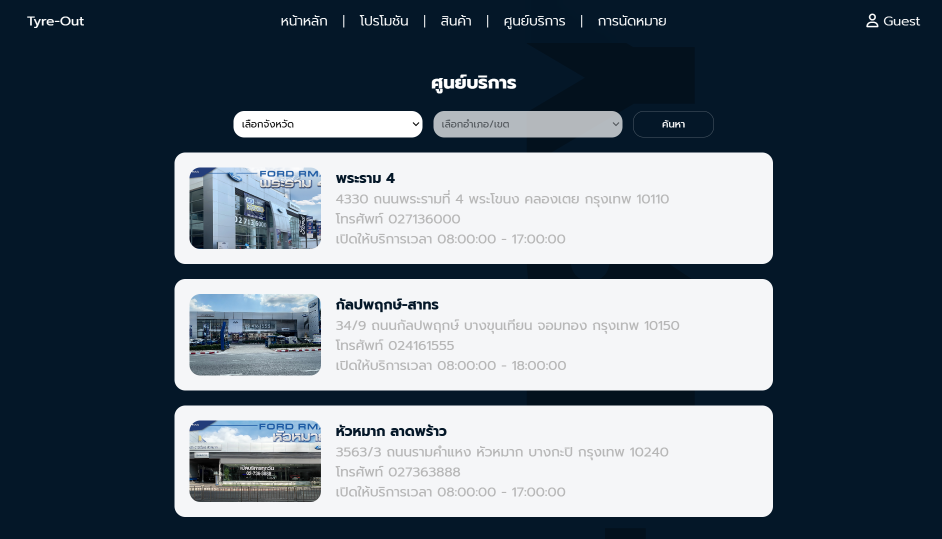 Tyre-Out
หน้าหลัก | โปรโมชัน | สินค้า | ศูนย์บริการ | การนัดหมาย
Guest
ศูนย์บริการ
เลือกจังหวัด
เลือกอำเภอ/เขต
ค้นหา
FORD RM
พระราม 4
027136000
พระราม 4
4330 ถนนพระรามที่ 4 พระโขนง คลองเตย กรุงเทพ 10110
โทรศัพท์ 027136000
เปิดให้บริการเวลา 08:00:00 - 17:00:00
กัลปพฤกษ์-สาทร
34/9 ถนนกัลปพฤกษ์ บางขุนเทียน จอมทอง กรุงเทพ 10150
โทรศัพท์ 024161555
เปิดให้บริการเวลา 08:00:00 - 18:00:00
FORD RM
หัวหมา
02-736-3888
หัวหมาก ลาดพร้าว
3563/3 ถนนรามคำแหง หัวหมาก บางกะปิ กรุงเทพ 10240
โทรศัพท์ 027363888
เปิดให้บริการเวลา 08:00:00 - 17:00:00